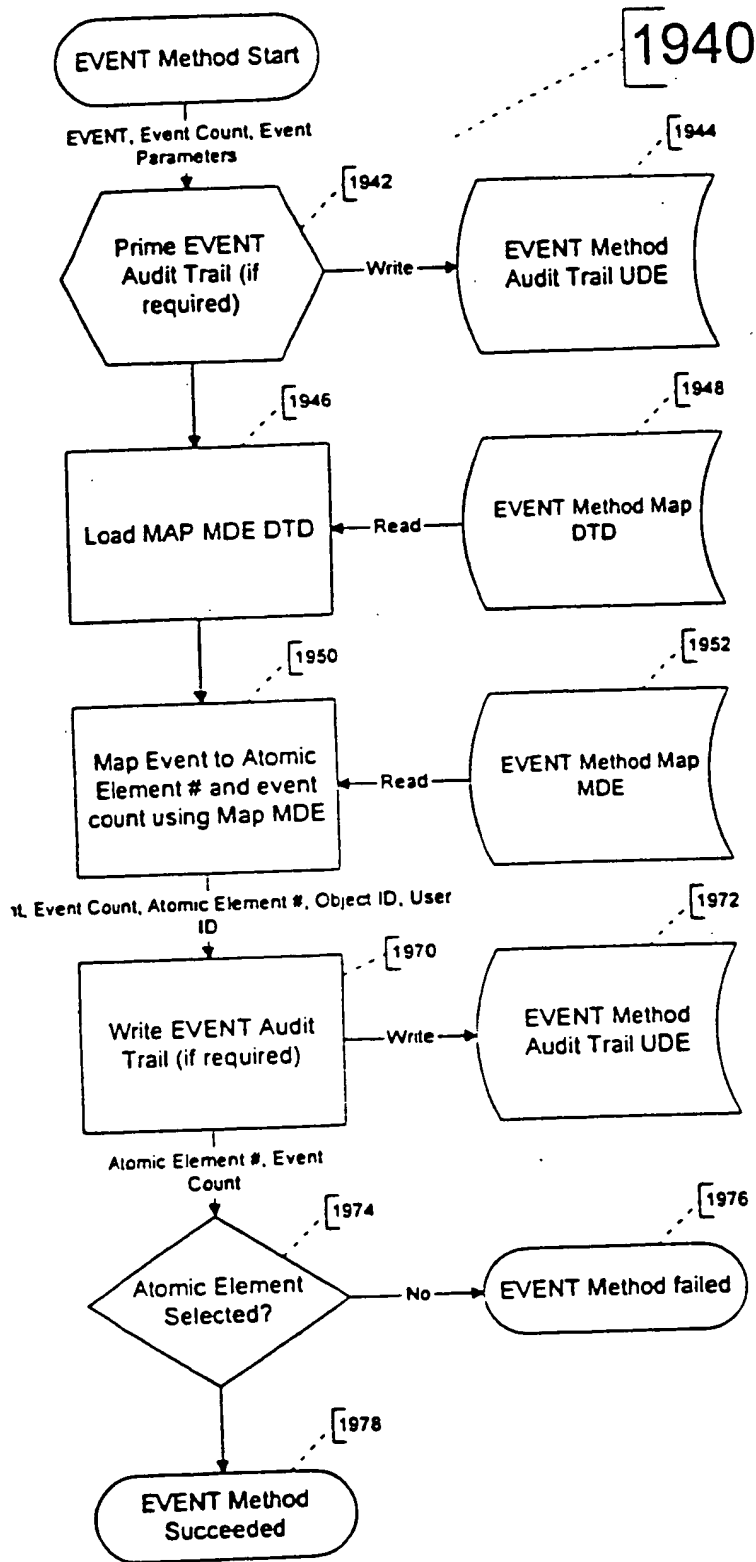 EVENT Method Start
1940
EVENT, Event Count, Event
Parameters
1942
1944
Prime EVENT
Audit Trail (if
required)
Write
EVENT Method
Audit Trail UDE
1946
1948
Load MAP MDE DTD
Read
EVENT Method Map
DTD
1950
1952
Map Event to Atomic
Element # and event
count using Map MDE
Read
EVENT Method Map
MDE
Event Count, Atomic Element #, Object ID, User
ID
1970
1972
Write EVENT Audit
Trail (if required)
Write
EVENT Method
Audit Trail UDE
Atomic Element #, Event
Count
1974
1976
Atomic Element
Selected?
No
EVENT Method failed
1978
EVENT Method
Succeeded